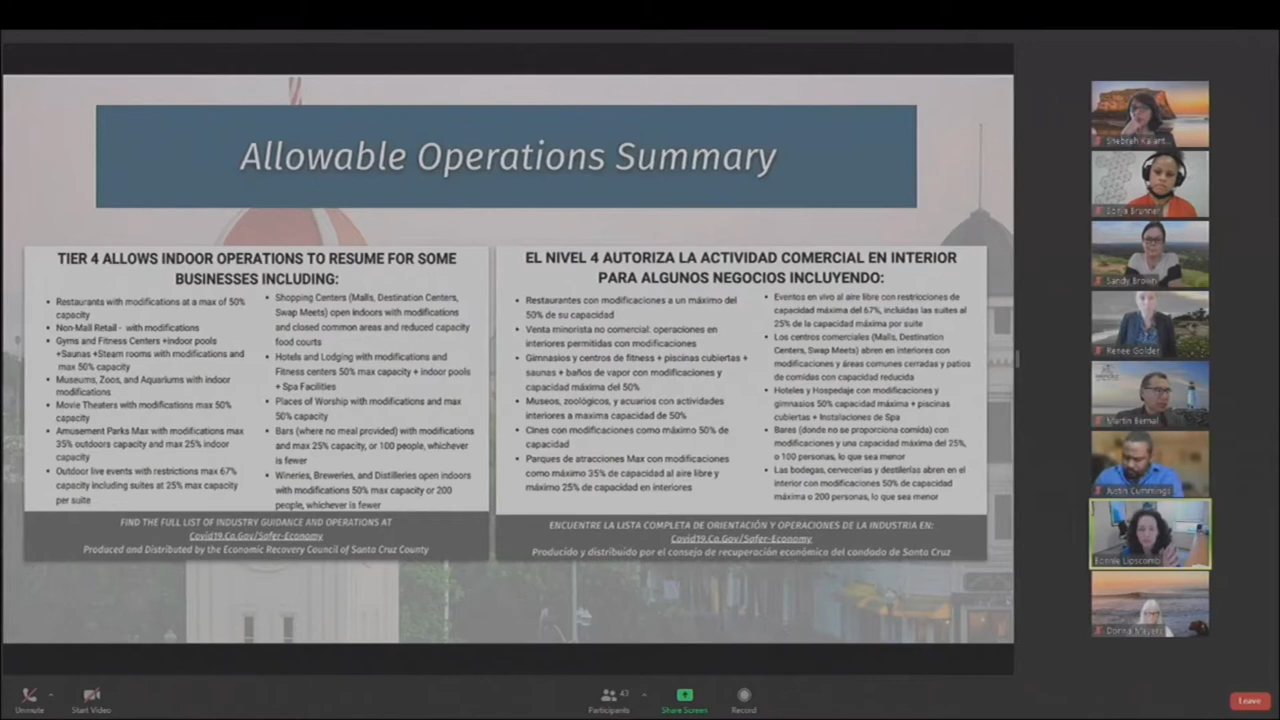 Allowable Operations Summary
TIER 4 ALLOWS INDOOR OPERATIONS TO RESUME FOR SOME
BUSINESSES INCLUDING:
• Restaurants with modifications at a max of 50%
capacity
• Non-Mall Retail - with modifications
• Gyms and Fitness Centers +indoor pools
+Saunas +Steam rooms with modifications and
max 50% capacity
• Museums, Zoos, and Aquariums with indoor
modifications
• Movie Theaters with modifications max 50%
capacity
• Amusement Parks Max with modifications max
35% outdoors capacity and max 25% indoor
capacity
• Outdoor live events with restrictions max 67%
capacity including suites at 25% max capacity
per suite
• Shopping Centers (Malls, Destination Centers,
Swap Meets) open indoors with modifications
and closed common areas and reduced capacity
food courts
• Hotels and Lodging with modifications and
Fitness centers 50% max capacity + indoor pools
+ Spa Facilities
• Places of Worship with modifications and max
50% capacity
• Bars (where no meal provided) with modifications
and max 25% capacity, or 100 people, whichever
is fewer
• Wineries, Breweries, and Distilleries open indoors
with modifications 50% max capacity or 200
people, whichever is fewer
FIND THE FULL LIST OF INDUSTRY GUIDANCE AND OPERATIONS AT
Covid19.Ca.Gov/Safer-Economy
Produced and Distributed by the Economic Recovery Council of Santa Cruz County
EL NIVEL 4 AUTORIZA LA ACTIVIDAD COMERCIAL EN INTERIOR
PARA ALGUNOS NEGOCIOS INCLUYENDO:
• Restaurantes con modificaciones a un máximo del
50% de su capacidad
• Venta minorista no comercial: operaciones en
interiores permitidas con modificaciones
• Gimnasios y centros de fitness + piscinas cubiertas +
saunas + baños de vapor con modificaciones y
capacidad máxima del 50%
• Museos, zoológicos, y acuarios con actividades
interiores a maxima capacidad de 50%
• Cines con modificaciones como máximo 50% de
capacidad
• Parques de atracciones Max con modificaciones
como máximo 35% de capacidad al aire libre y
máximo 25% de capacidad en interiores
• Eventos en vivo al aire libre con restricciones de
capacidad máxima del 67%, incluidas las suites al
25% de la capacidad máxima por suite
• Los centros comerciales (Malls, Destination
Centers, Swap Meets) abren en interiores con
modificaciones y áreas comunes cerradas y patios
de comidas con capacidad reducida
• Hoteles y Hospedaje con modificaciones y
gimnasios 50% capacidad máxima + piscinas
cubiertas + Instalaciones de Spa
• Bares (donde no se proporciona comida) con
modificaciones y una capacidad máxima del 25%,
o 100 personas, lo que sea menor
• Las bodegas, cervecerias y destilerías abren en el
interior con modificaciones 50% de capacidad
máxima o 200 personas, lo que sea menor
ENCUENTRE LA LISTA COMPLETA DE ORIENTACIÓN Y OPERACIONES DE LA INDUSTRIA EN:
Covid19.Ca.Gov/Safer-Economy
Producido y distribuido por el consejo de recuperación económico del condado de Santa Cruz
Shebreh Kalant...
Sonja Brunner
Sandy Brown
Renee Golder
Martin Bernal
Justin Cummings
Bonnie Lipscomb
Donna Meyers
Unmute
Start Video
43
Participants
Share Screen
Record
Leave